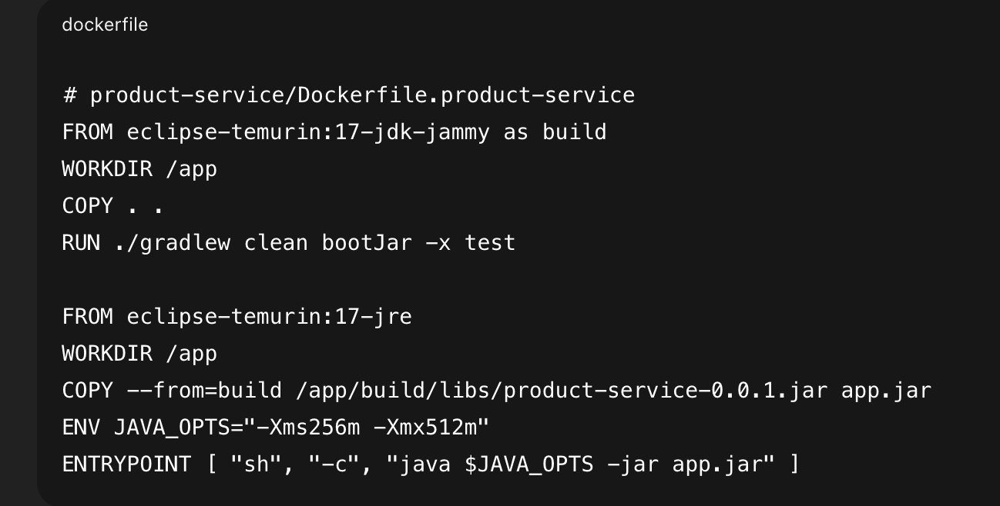 dockerfile
# product-service/Dockerfile.product-service
FROM eclipse-temurin:17-jdk-jammy as build
WORKDIR /app
COPY . .
RUN ./gradlew clean bootJar -x test
FROM eclipse-temurin:17-jre
WORKDIR /app
COPY --from=build /app/build/libs/product-service-0.0.1.jar app.jar
ENV JAVA_OPTS="-Xms256m -Xmx512m"
ENTRYPOINT [ "sh", "-c", "java $JAVA_OPTS -jar app.jar" ]